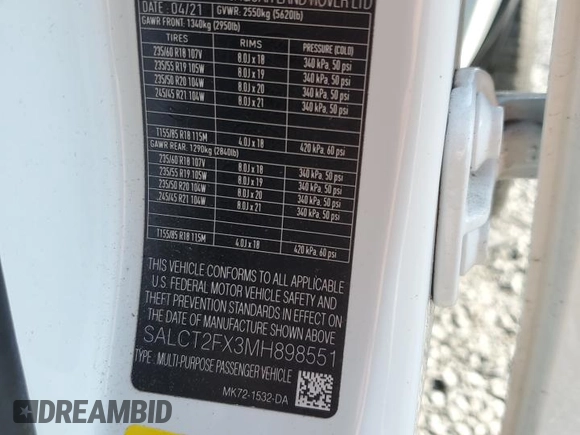 LAND ROVER LTD
DATE : 04/21 GVWR: 2550kg (5620lb)
GAWR FRONT: 1340kg (2950lb)
TIRES RIMS PRESSURE (COLD)
235/60 R18 107V 8.0J x 18 340 kPa, 50 psi
235/55 R19 105W 8.0J x 19 340 kPa, 50 psi
235/50 R20 104W 8.0J x 20 340 kPa, 50 psi
245/45 R21 104W 8.0J x 21 340 kPa, 50 psi
T155/85 R18 115M 4.0J x 18 420 kPa, 60 psi
GAWR REAR: 1290kg (2840lb)
235/60 R18 107V 8.0J x 18 340 kPa, 50 psi
235/55 R19 105W 8.0J x 19 340 kPa, 50 psi
235/50 R20 104W 8.0J x 20 340 kPa, 50 psi
245/45 R21 104W 8.0J x 21 340 kPa, 50 psi
T155/85 R18 115M 4.0J x 18 420 kPa, 60 psi
THIS VEHICLE CONFORMS TO ALL APPLICABLE
U.S. FEDERAL MOTOR VEHICLE SAFETY AND
THEFT PREVENTION STANDARDS IN EFFECT ON
THE DATE OF MANUFACTURE SHOWN ABOVE
SALCT2FX3MH898551
TYPE : MULTI-PURPOSE PASSENGER VEHICLE
MK72-1532-DA
DREAMBID